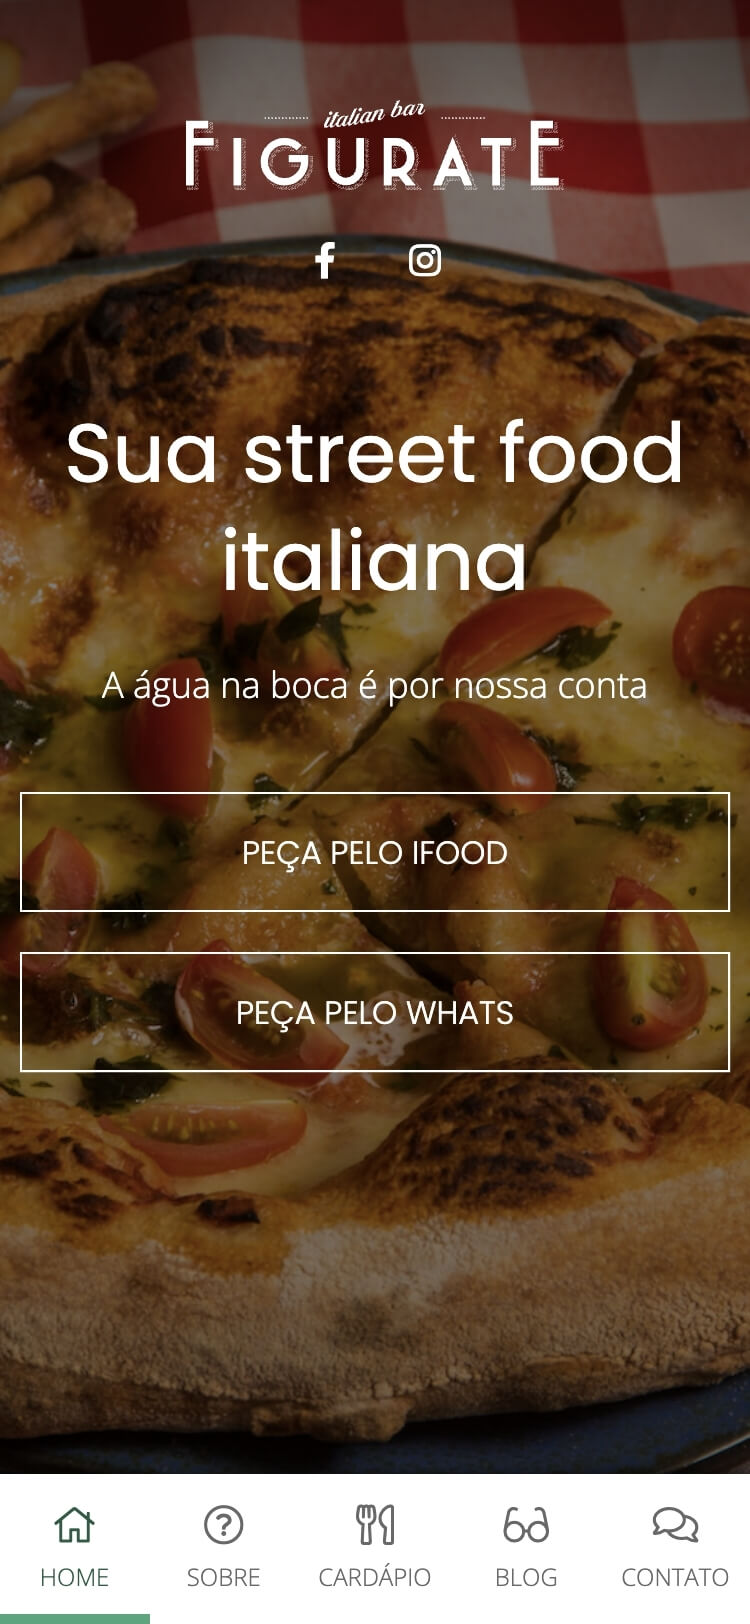 italian bar
FIGURATE
Sua street food
italiana
A água na boca é por nossa conta
PEÇA PELO IFOOD
PEÇA PELO WHATS
HOME
SOBRE
CARDÁPIO
BLOG
CONTATO